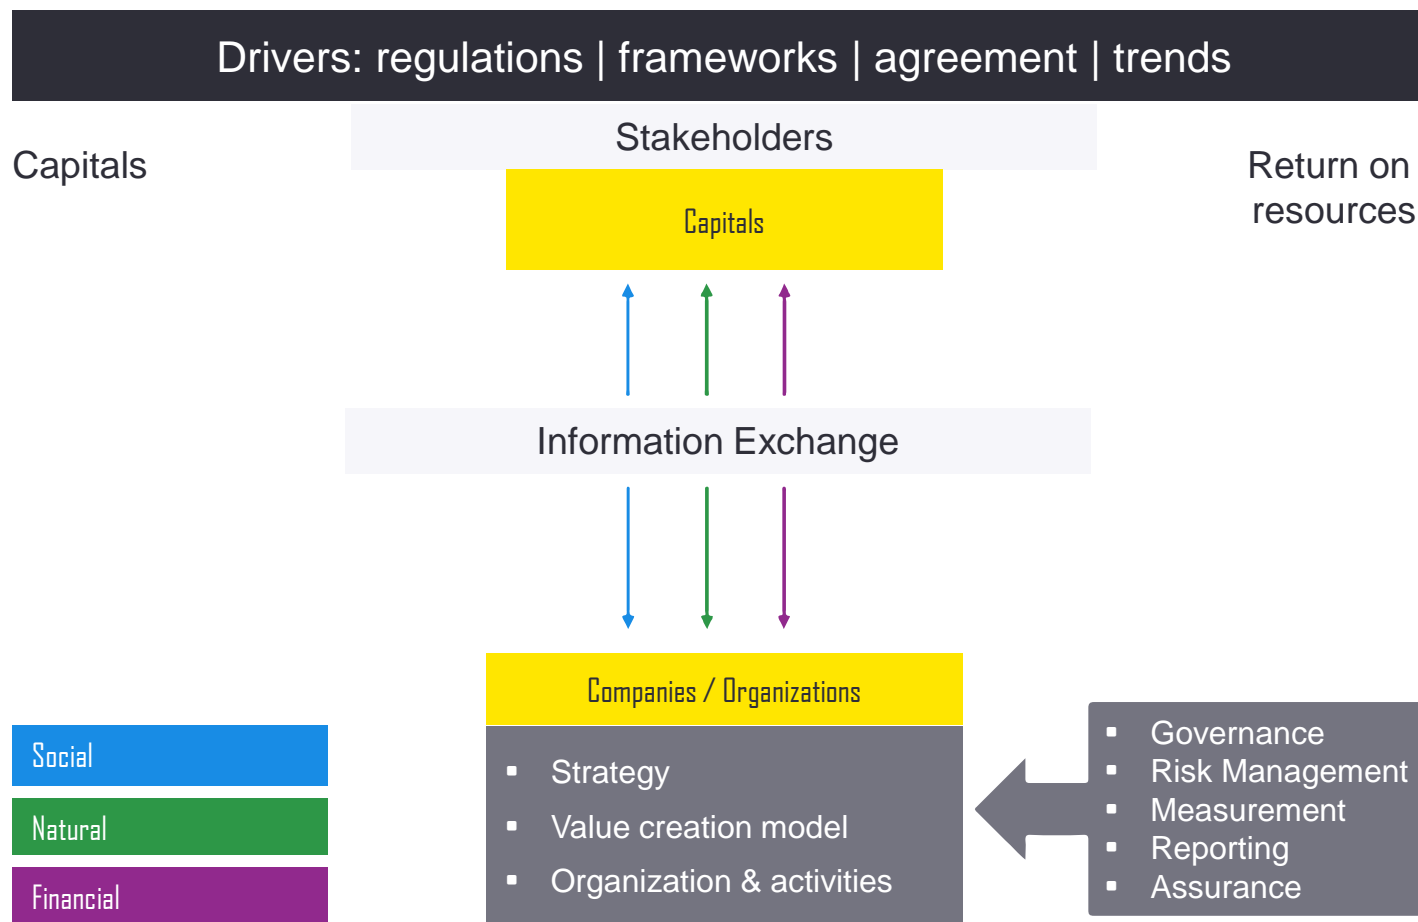 Drivers: regulations | frameworks | agreement | trends
Stakeholders
Capitals
Return on
resources
Capitals
Information Exchange
Companies / Organizations
▪ Strategy
▪ Value creation model
▪ Organization & activities
▪ Governance
▪ Risk Management
▪ Measurement
▪ Reporting
▪ Assurance
Social
Natural
Financial